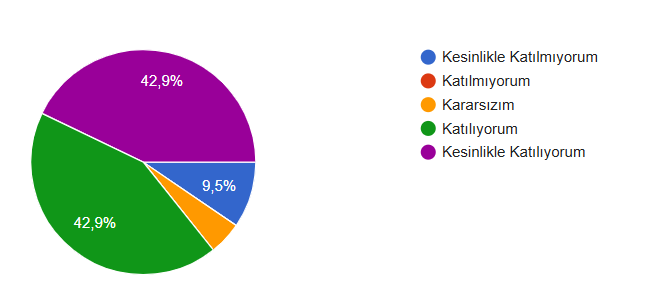 42,9%
9,5%
42,9%
Kesinlikle Katılmıyorum
Katılmıyorum
Kararsızım
Katılıyorum
Kesinlikle Katılıyorum